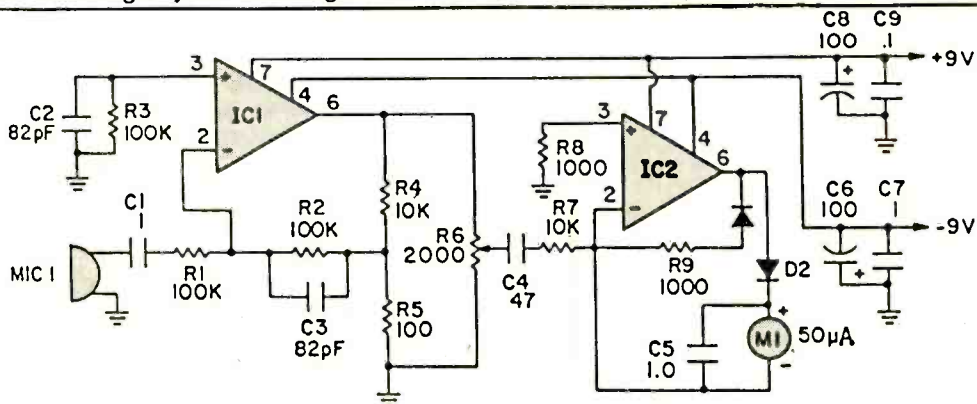 C8
100
+
C9
.1
+9V
3
+
7
4
6
IC1
2
-
C2
82pF
R3
100K
3
+
7
4
6
IC2
2
-
R8
1000
C6
100
+
C7
.1
-9V
C1
.1
R1
100K
R2
100K
R4
10K
R6
2000
C4
47
R7
10K
R9
1000
D2
MIC 1
C3
82pF
R5
100
C5
1.0
+
M1
50μA
-